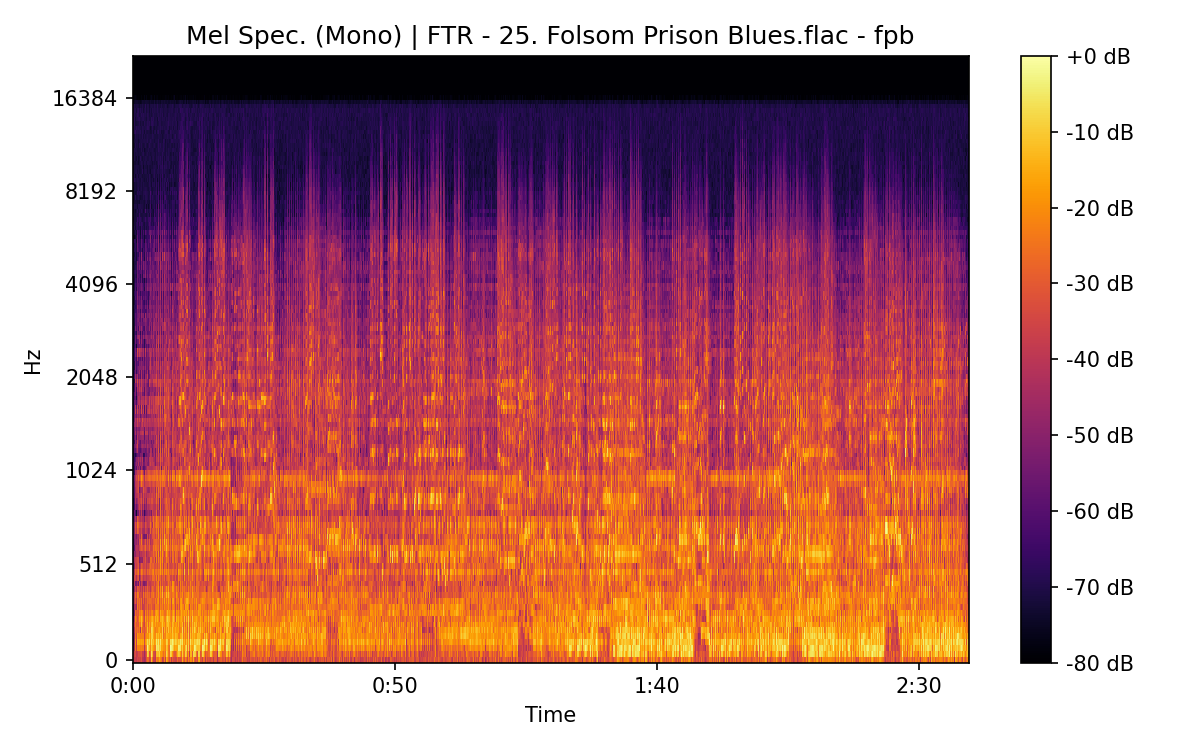 Mel Spec. (Mono) | FTR - 25. Folsom Prison Blues.flac - fpb
16384
8192
4096
2048
1024
512
0
Hz
0:00
0:50
1:40
2:30
Time
+0 dB
-10 dB
-20 dB
-30 dB
-40 dB
-50 dB
-60 dB
-70 dB
-80 dB